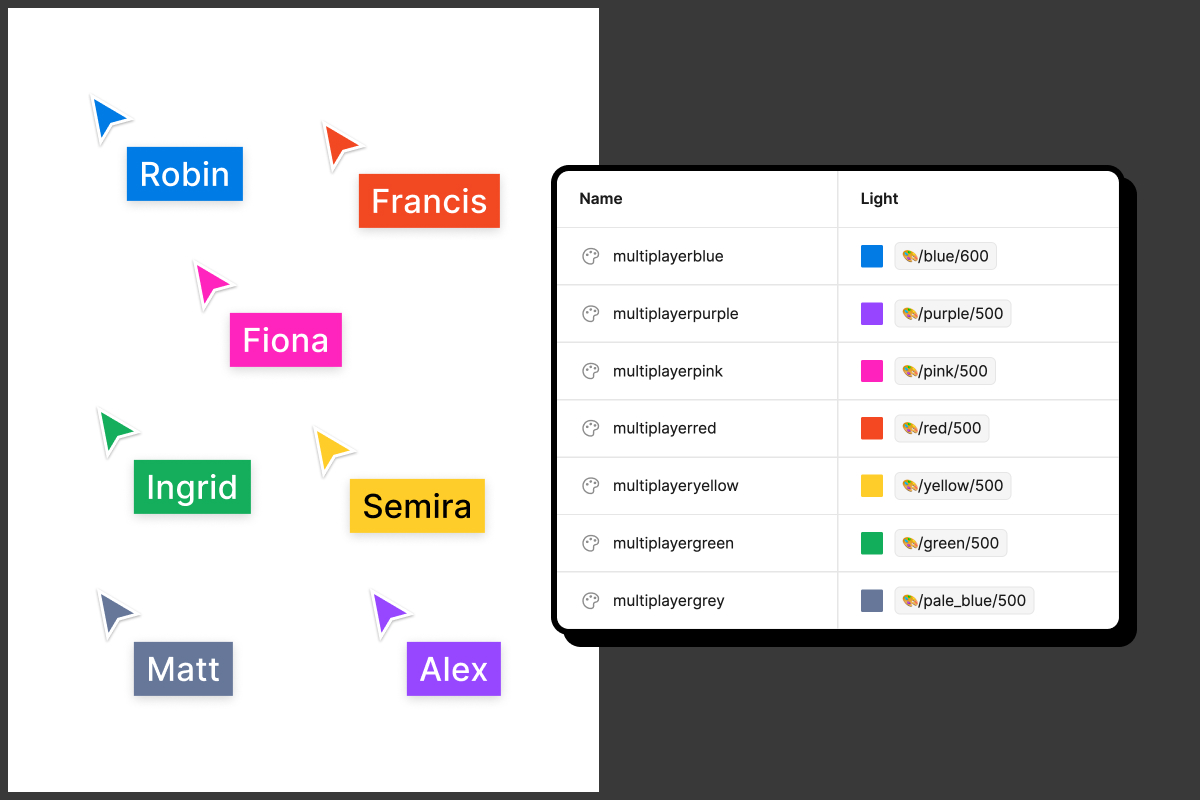 Robin
Francis
Fiona
Ingrid
Semira
Matt
Alex
Name Light
multiplayerblue 🎨/blue/600
multiplayerpurple 🎨/purple/500
multiplayerpink 🎨/pink/500
multiplayerred 🎨/red/500
multiplayeryellow 🎨/yellow/500
multiplayergreen 🎨/green/500
multiplayergrey 🎨/pale_blue/500